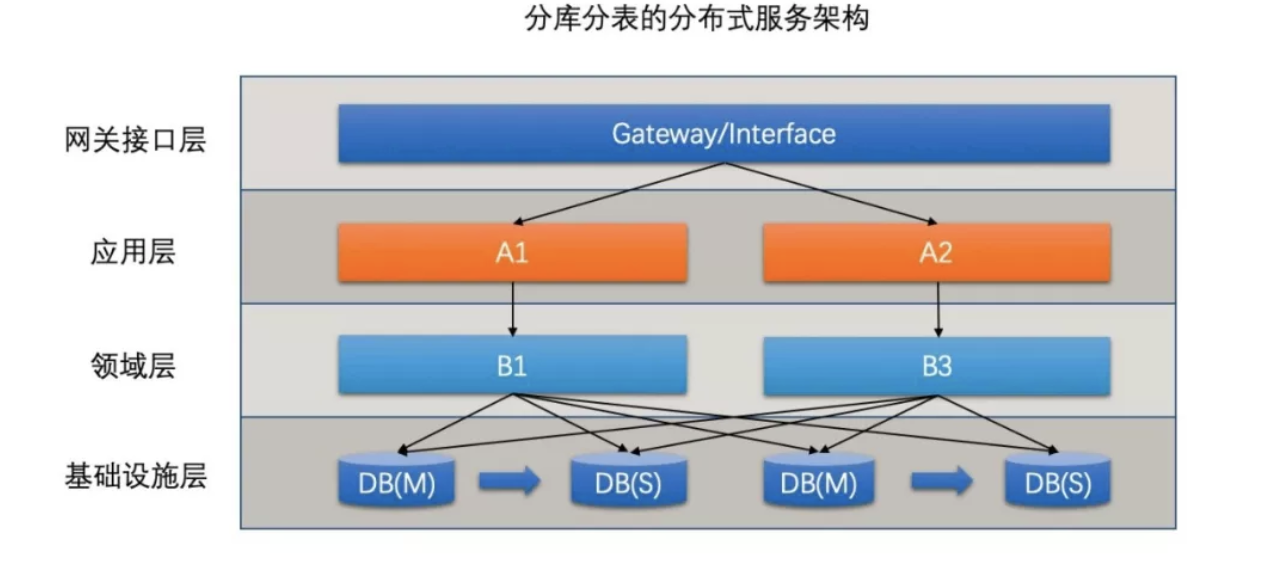 分库分表的分布式服务架构
网关接口层
Gateway/Interface
应用层
A1
A2
领域层
B1
B3
基础设施层
DB(M)
DB(S)
DB(M)
DB(S)